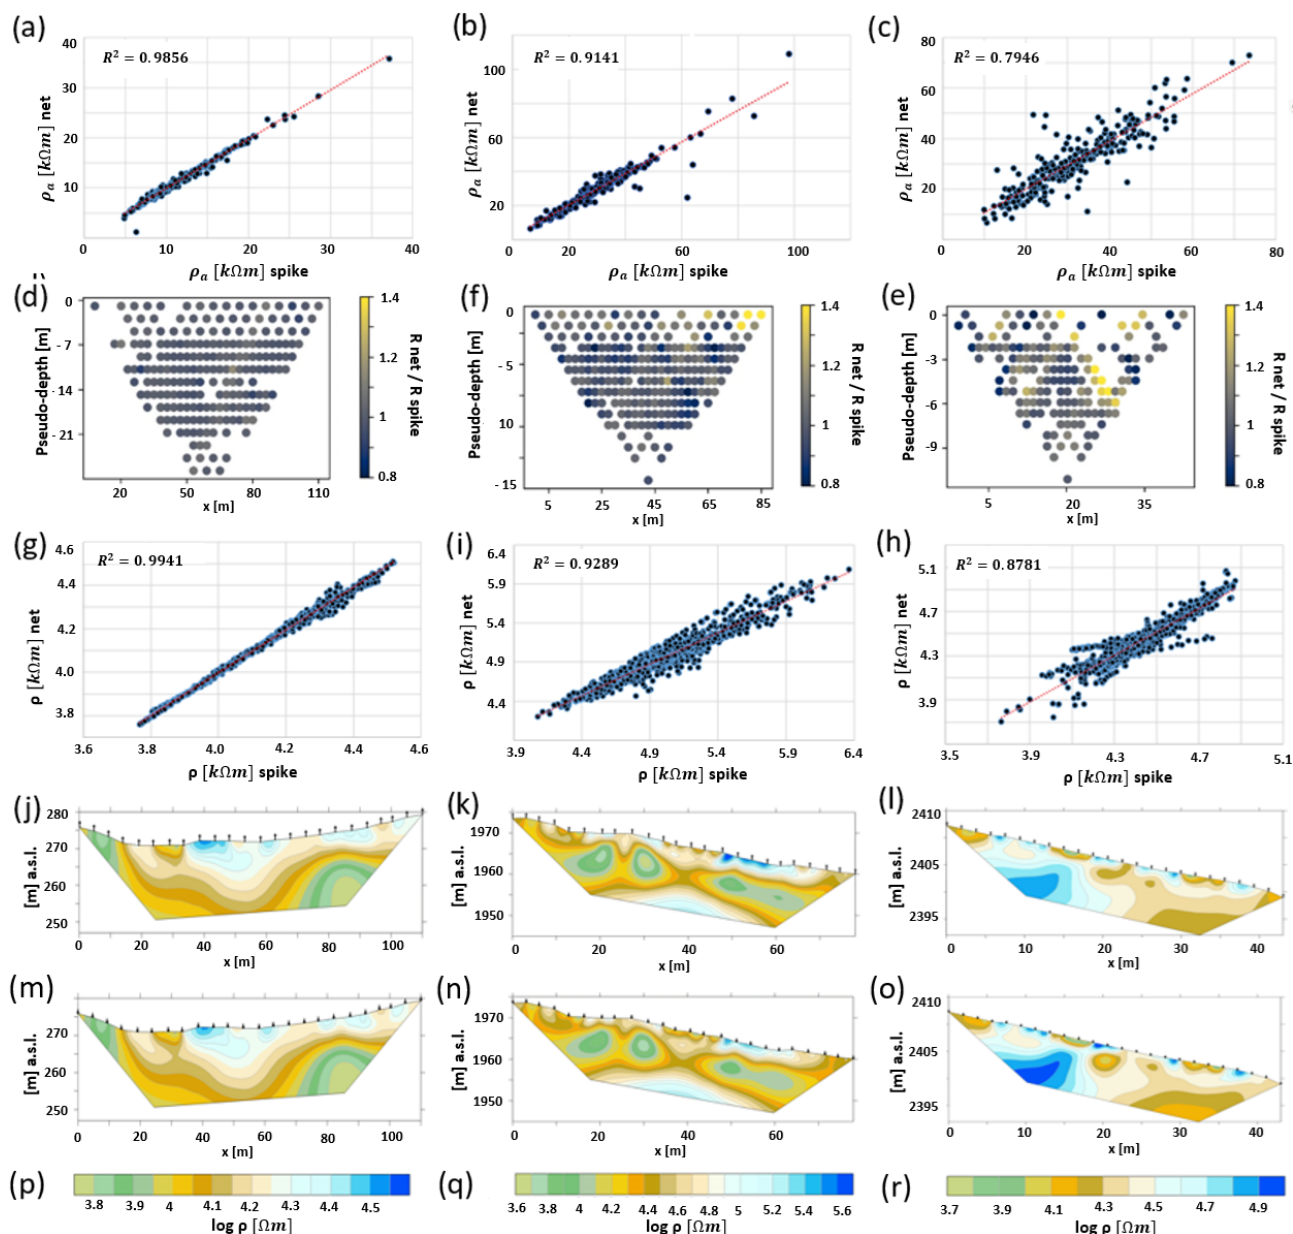 (a)
R² = 0.9856
ρₐ [kΩm] net
40
30
20
10
0
10
20
30
40
ρₐ [kΩm] spike
(b)
R² = 0.9141
ρₐ [kΩm] net
100
60
20
0
20
60
100
ρₐ [kΩm] spike
(c)
R² = 0.7946
ρₐ [kΩm] net
80
60
40
20
0
0
20
40
60
80
ρₐ [kΩm] spike
(d)
Pseudo-depth [m]
0
-7
-14
-21
20
50
80
110
x [m]
1.4
1.2
1
0.8
R net / R spike
(f)
Pseudo-depth [m]
0
-5
10
-15
5
25
45
65
85
x [m]
1.4
1.2
1
0.8
R net / R spike
(e)
Pseudo-depth [m]
0
-3
-6
-9
5
20
35
x [m]
1.4
1.2
1
0.8
R net / R spike
(g)
R² = 0.9941
ρ [kΩm] net
4.6
4.4
4.2
4.0
3.8
3.6
3.8
4.0
4.2
4.4
4.6
ρ [kΩm] spike
(i)
R² = 0.9289
ρ [kΩm] net
6.4
5.9
5.4
4.9
4.4
3.9
4.4
4.9
5.4
5.9
6.4
ρ [kΩm] spike
(h)
R² = 0.8781
ρ [kΩm] net
5.1
4.7
4.3
3.9
3.5
3.9
4.3
4.7
5.1
ρ [kΩm] spike
(j)
[m] a.s.l.
280
270
260
250
0
20
40
60
80
100
x [m]
(k)
[m] a.s.l.
1970
1960
1950
0
20
40
60
x [m]
(l)
[m] a.s.l.
2410
2405
2395
0
10
20
30
40
x [m]
(m)
[m] a.s.l.
270
260
250
0
20
40
60
80
100
x [m]
(n)
[m] a.s.l.
1970
1960
1950
0
20
40
60
x [m]
(o)
[m] a.s.l.
2410
2405
2395
0
10
20
30
40
x [m]
(p)
3.8 3.9 4 4.1 4.2 4.3 4.4 4.5
log ρ [Ωm]
(q)
3.6 3.8 4 4.2 4.4 4.6 4.8 5 5.2 5.4 5.6
log ρ [Ωm]
(r)
3.7 3.9 4.1 4.3 4.5 4.7 4.9
log ρ [Ωm]